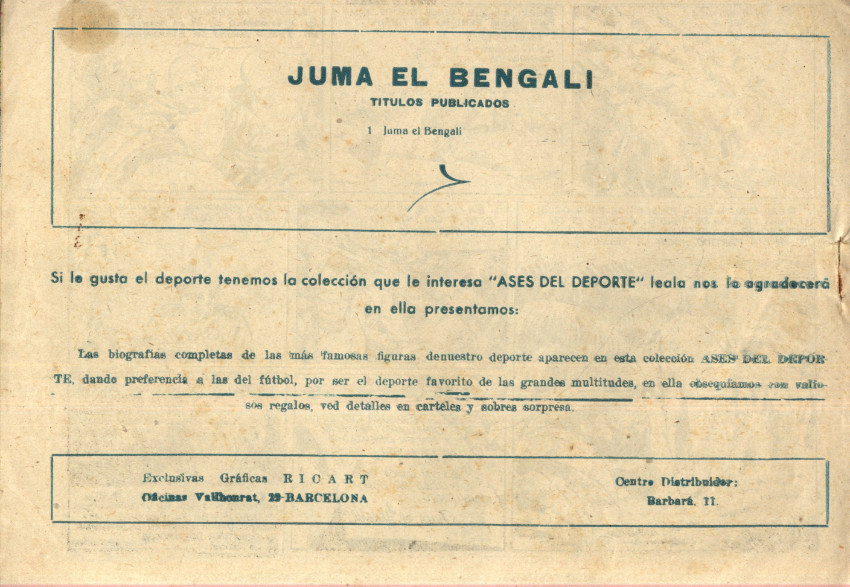 JUMA EL BENGALI
TITULOS PUBLICADOS
1 Juma el Bengali
Si le gusta el deporte tenemos la colección que le interesa "ASES DEL DEPORTE" leala nos lo agradecerá
en ella presentamos:
Las biografias completas de las más famosas figuras denuestro deporte aparecen en esta colección ASES DEL DEPOR-
TE, dando preferencia a las del fútbol, por ser el deporte favorito de las grandes multitudes, en ella obsequiamos con valio-
sos regalos, ved detalles en carteles y sobres sorpresa.
Exclusivas Gráficas RICART
Oficinas Vallhonrat, 29-BARCELONA
Centro Distribuidor:
Barbará, 11.